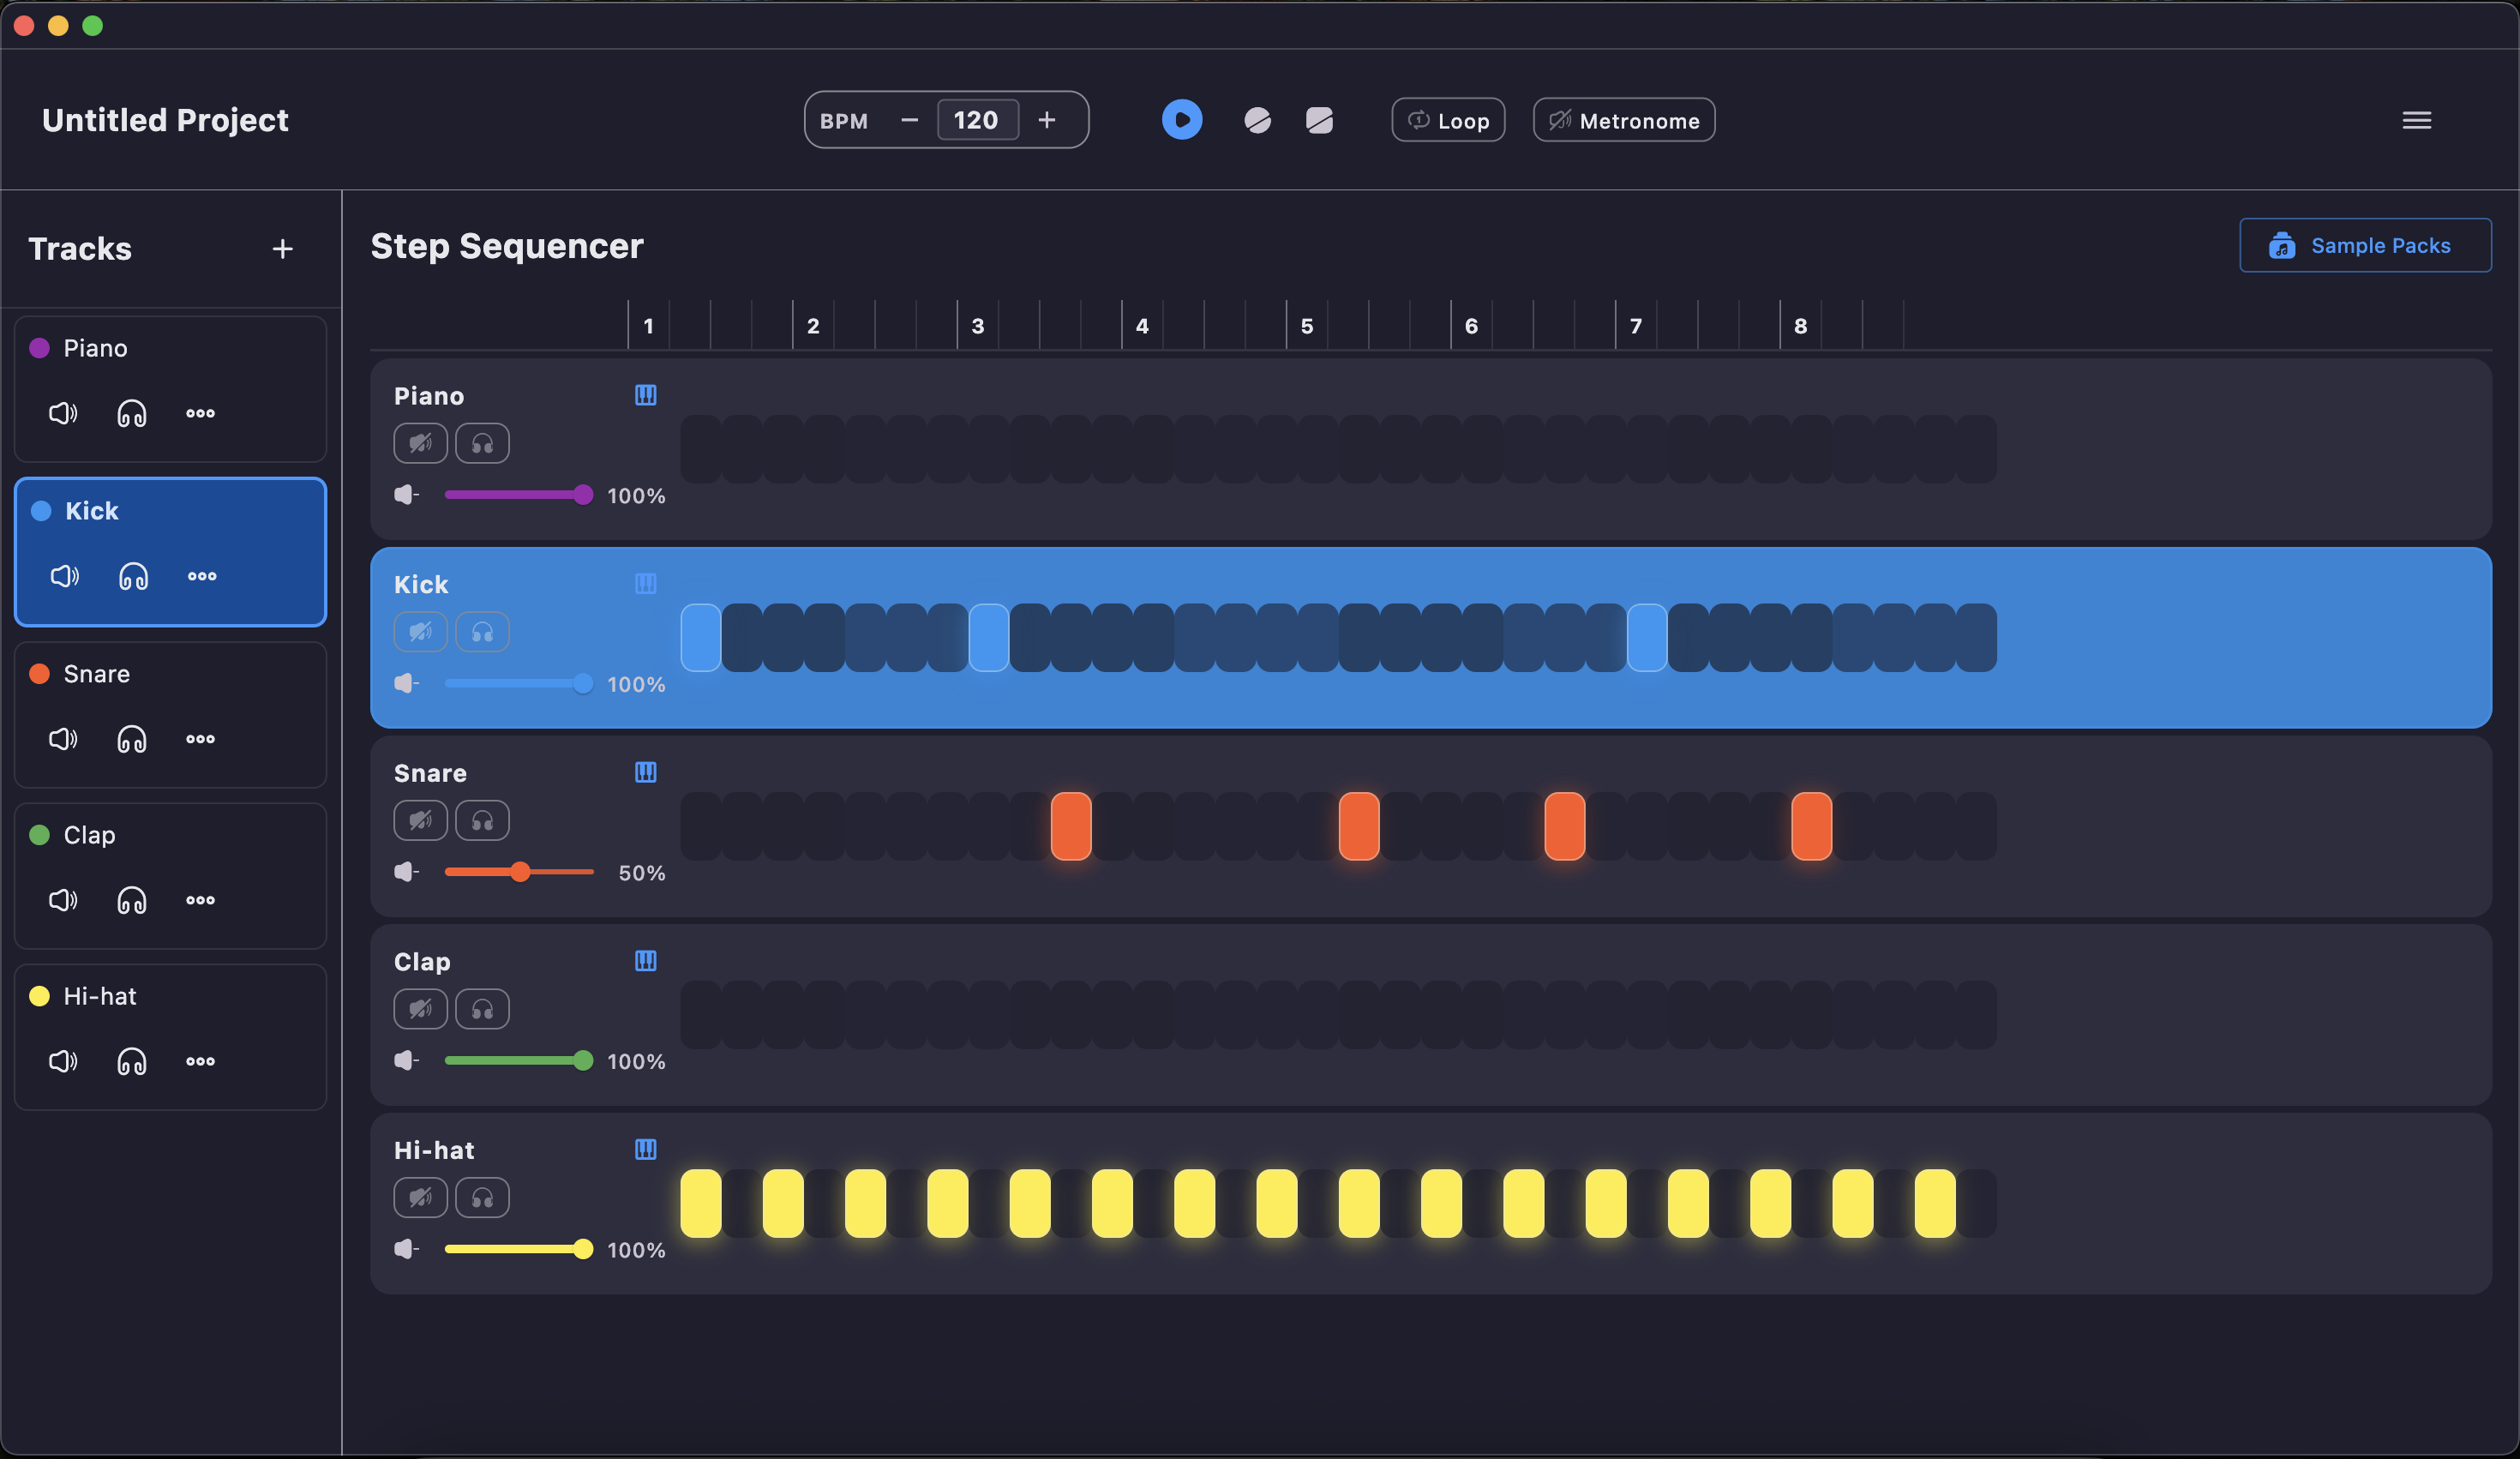 Untitled Project
BPM − 120 +
Loop
Metronome
Tracks +
Piano
Kick
Snare
Clap
Hi-hat
Step Sequencer
Sample Packs
1 2 3 4 5 6 7 8
Piano
100%
Kick
100%
Snare
50%
Clap
100%
Hi-hat
100%